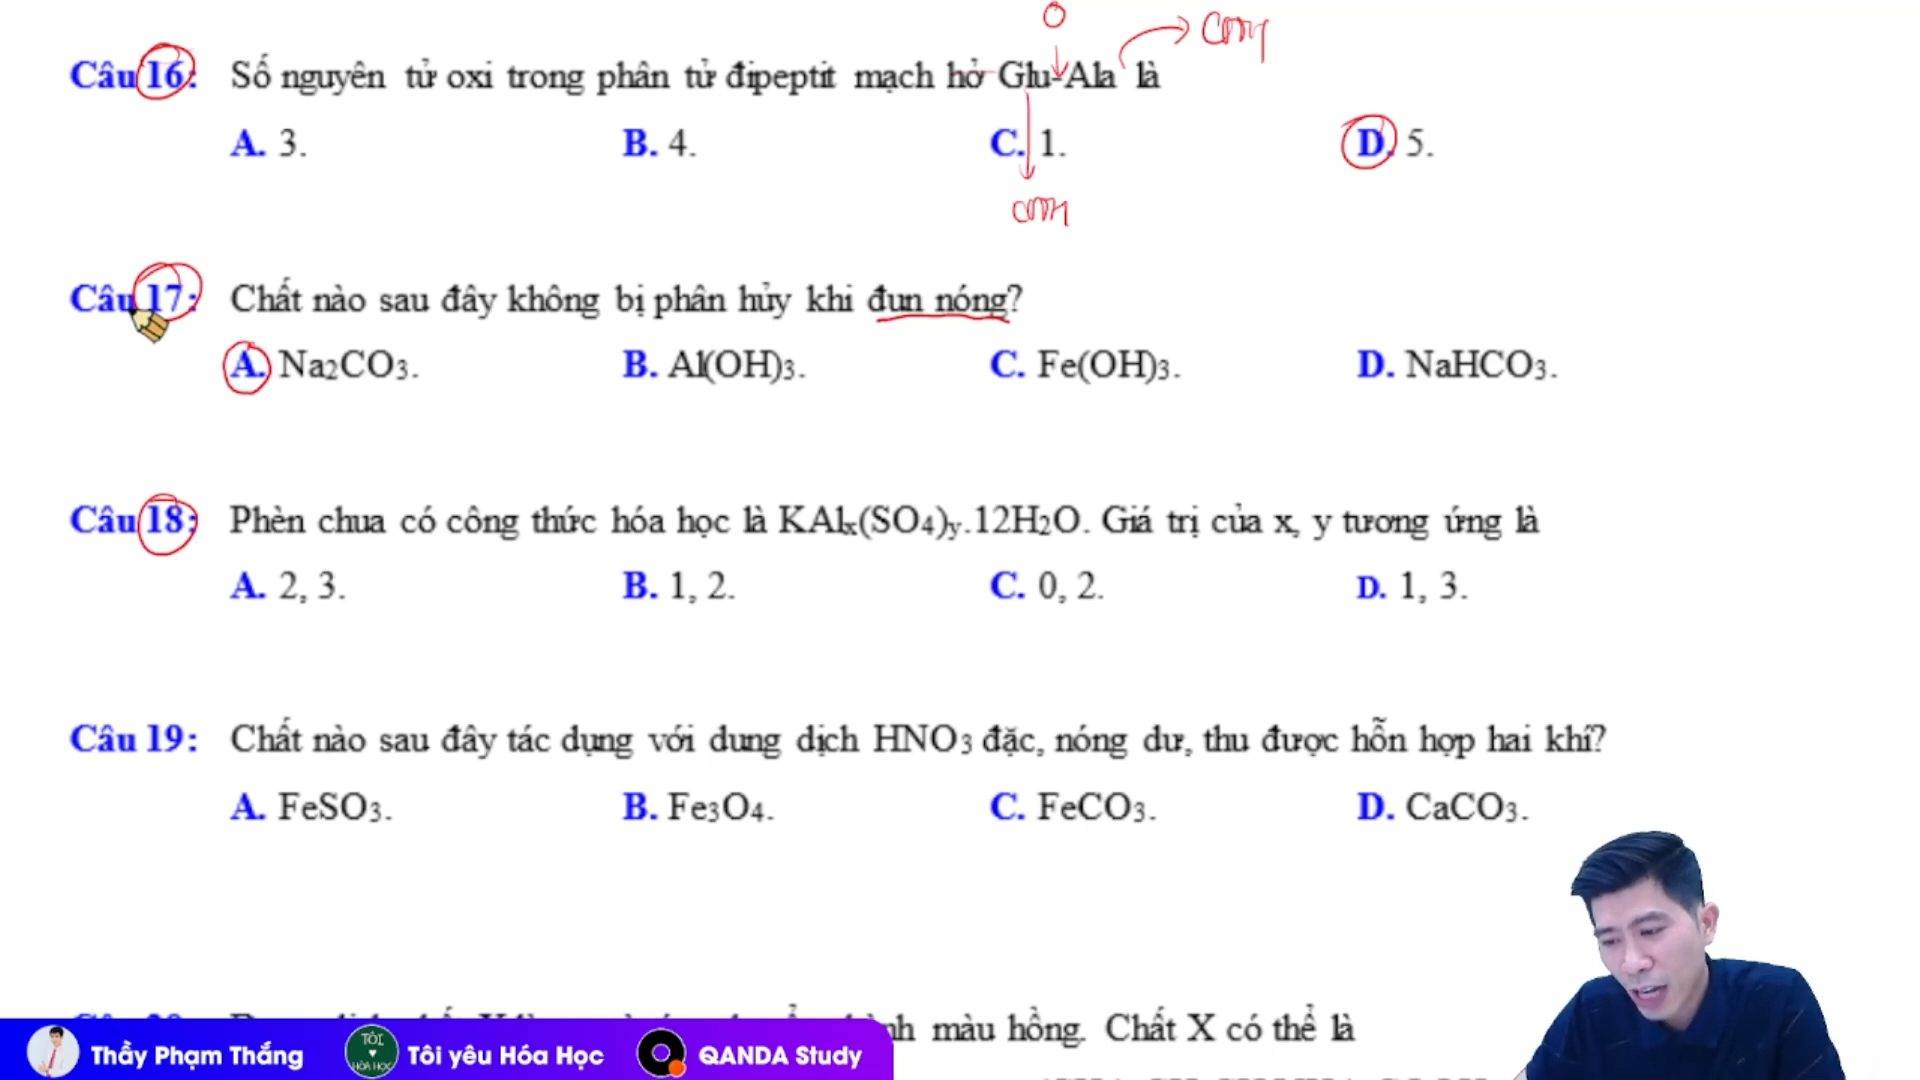 O
COOH
Câu 16: Số nguyên tử oxi trong phân tử đipeptit mạch hở Glu-Ala là
A. 3. B. 4. C. 1. D. 5.
COOH
Câu 17: Chất nào sau đây không bị phân hủy khi đun nóng?
A. Na2CO3. B. Al(OH)3. C. Fe(OH)3. D. NaHCO3.
Câu 18: Phèn chua có công thức hóa học là KAlx(SO4)y.12H2O. Giá trị của x, y tương ứng là
A. 2, 3. B. 1, 2. C. 0, 2. D. 1, 3.
Câu 19: Chất nào sau đây tác dụng với dung dịch HNO3 đặc, nóng dư, thu được hỗn hợp hai khí?
A. FeSO3. B. Fe3O4. C. FeCO3. D. CaCO3.
màu hồng. Chất X có thể là
TÔI
HÓA HỌC
Thầy Phạm Thắng Tôi yêu Hóa Học QANDA Study